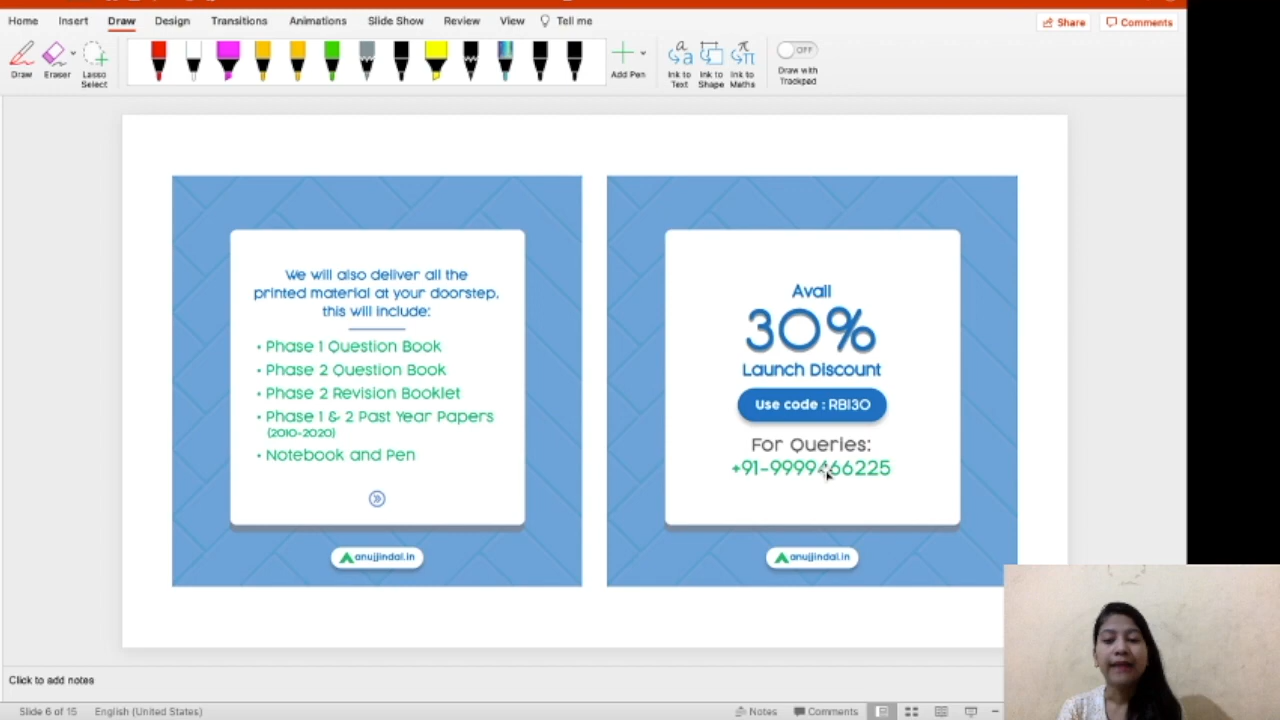 Home Insert Draw Design Transitions Animations Slide Show Review View Tell me Share Comments
Draw Eraser Lasso Select Add Pen Ink to Text Ink to Shape Ink to Maths OFF Draw with Trackpad
We will also deliver all the
printed material at your doorstep,
this will include:
• Phase 1 Question Book
• Phase 2 Question Book
• Phase 2 Revision Booklet
• Phase 1 & 2 Past Year Papers
(2010-2020)
• Notebook and Pen
anujjindal.in
Avail
30%
Launch Discount
Use code : RBI30
For Queries:
+91-9999466225
anujjindal.in
Click to add notes
Slide 6 of 15 English (United States) Notes Comments